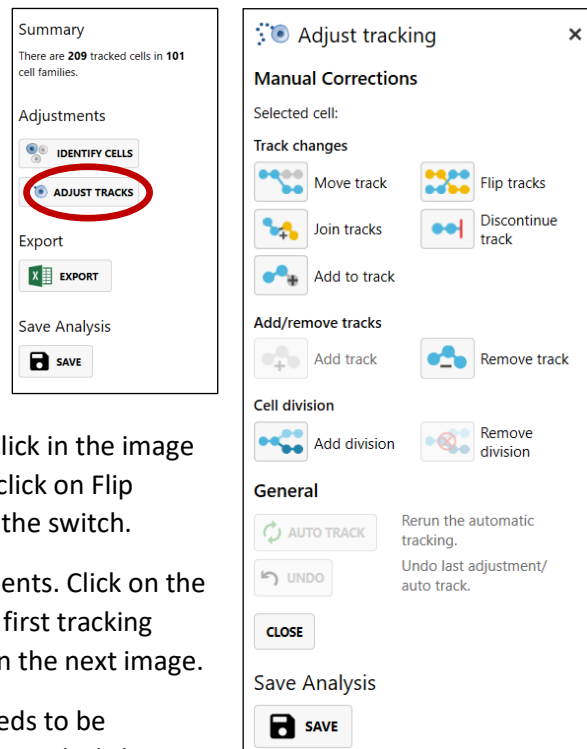 Summary
There are 209 tracked cells in 101
cell families.
Adjustments
IDENTIFY CELLS
ADJUST TRACKS
Export
EXPORT
Save Analysis
SAVE
lick in the image
click on Flip
the switch.
ents. Click on the
first tracking
n the next image.
eds to be
Adjust tracking
Manual Corrections
Selected cell:
Track changes
Move track
Flip tracks
Join tracks
Discontinue
track
Add to track
Add/remove tracks
Add track
Remove track
Cell division
Add division
Remove
division
General
AUTO TRACK
Rerun the automatic
tracking.
UNDO
Undo last adjustment/
auto track.
CLOSE
Save Analysis
SAVE